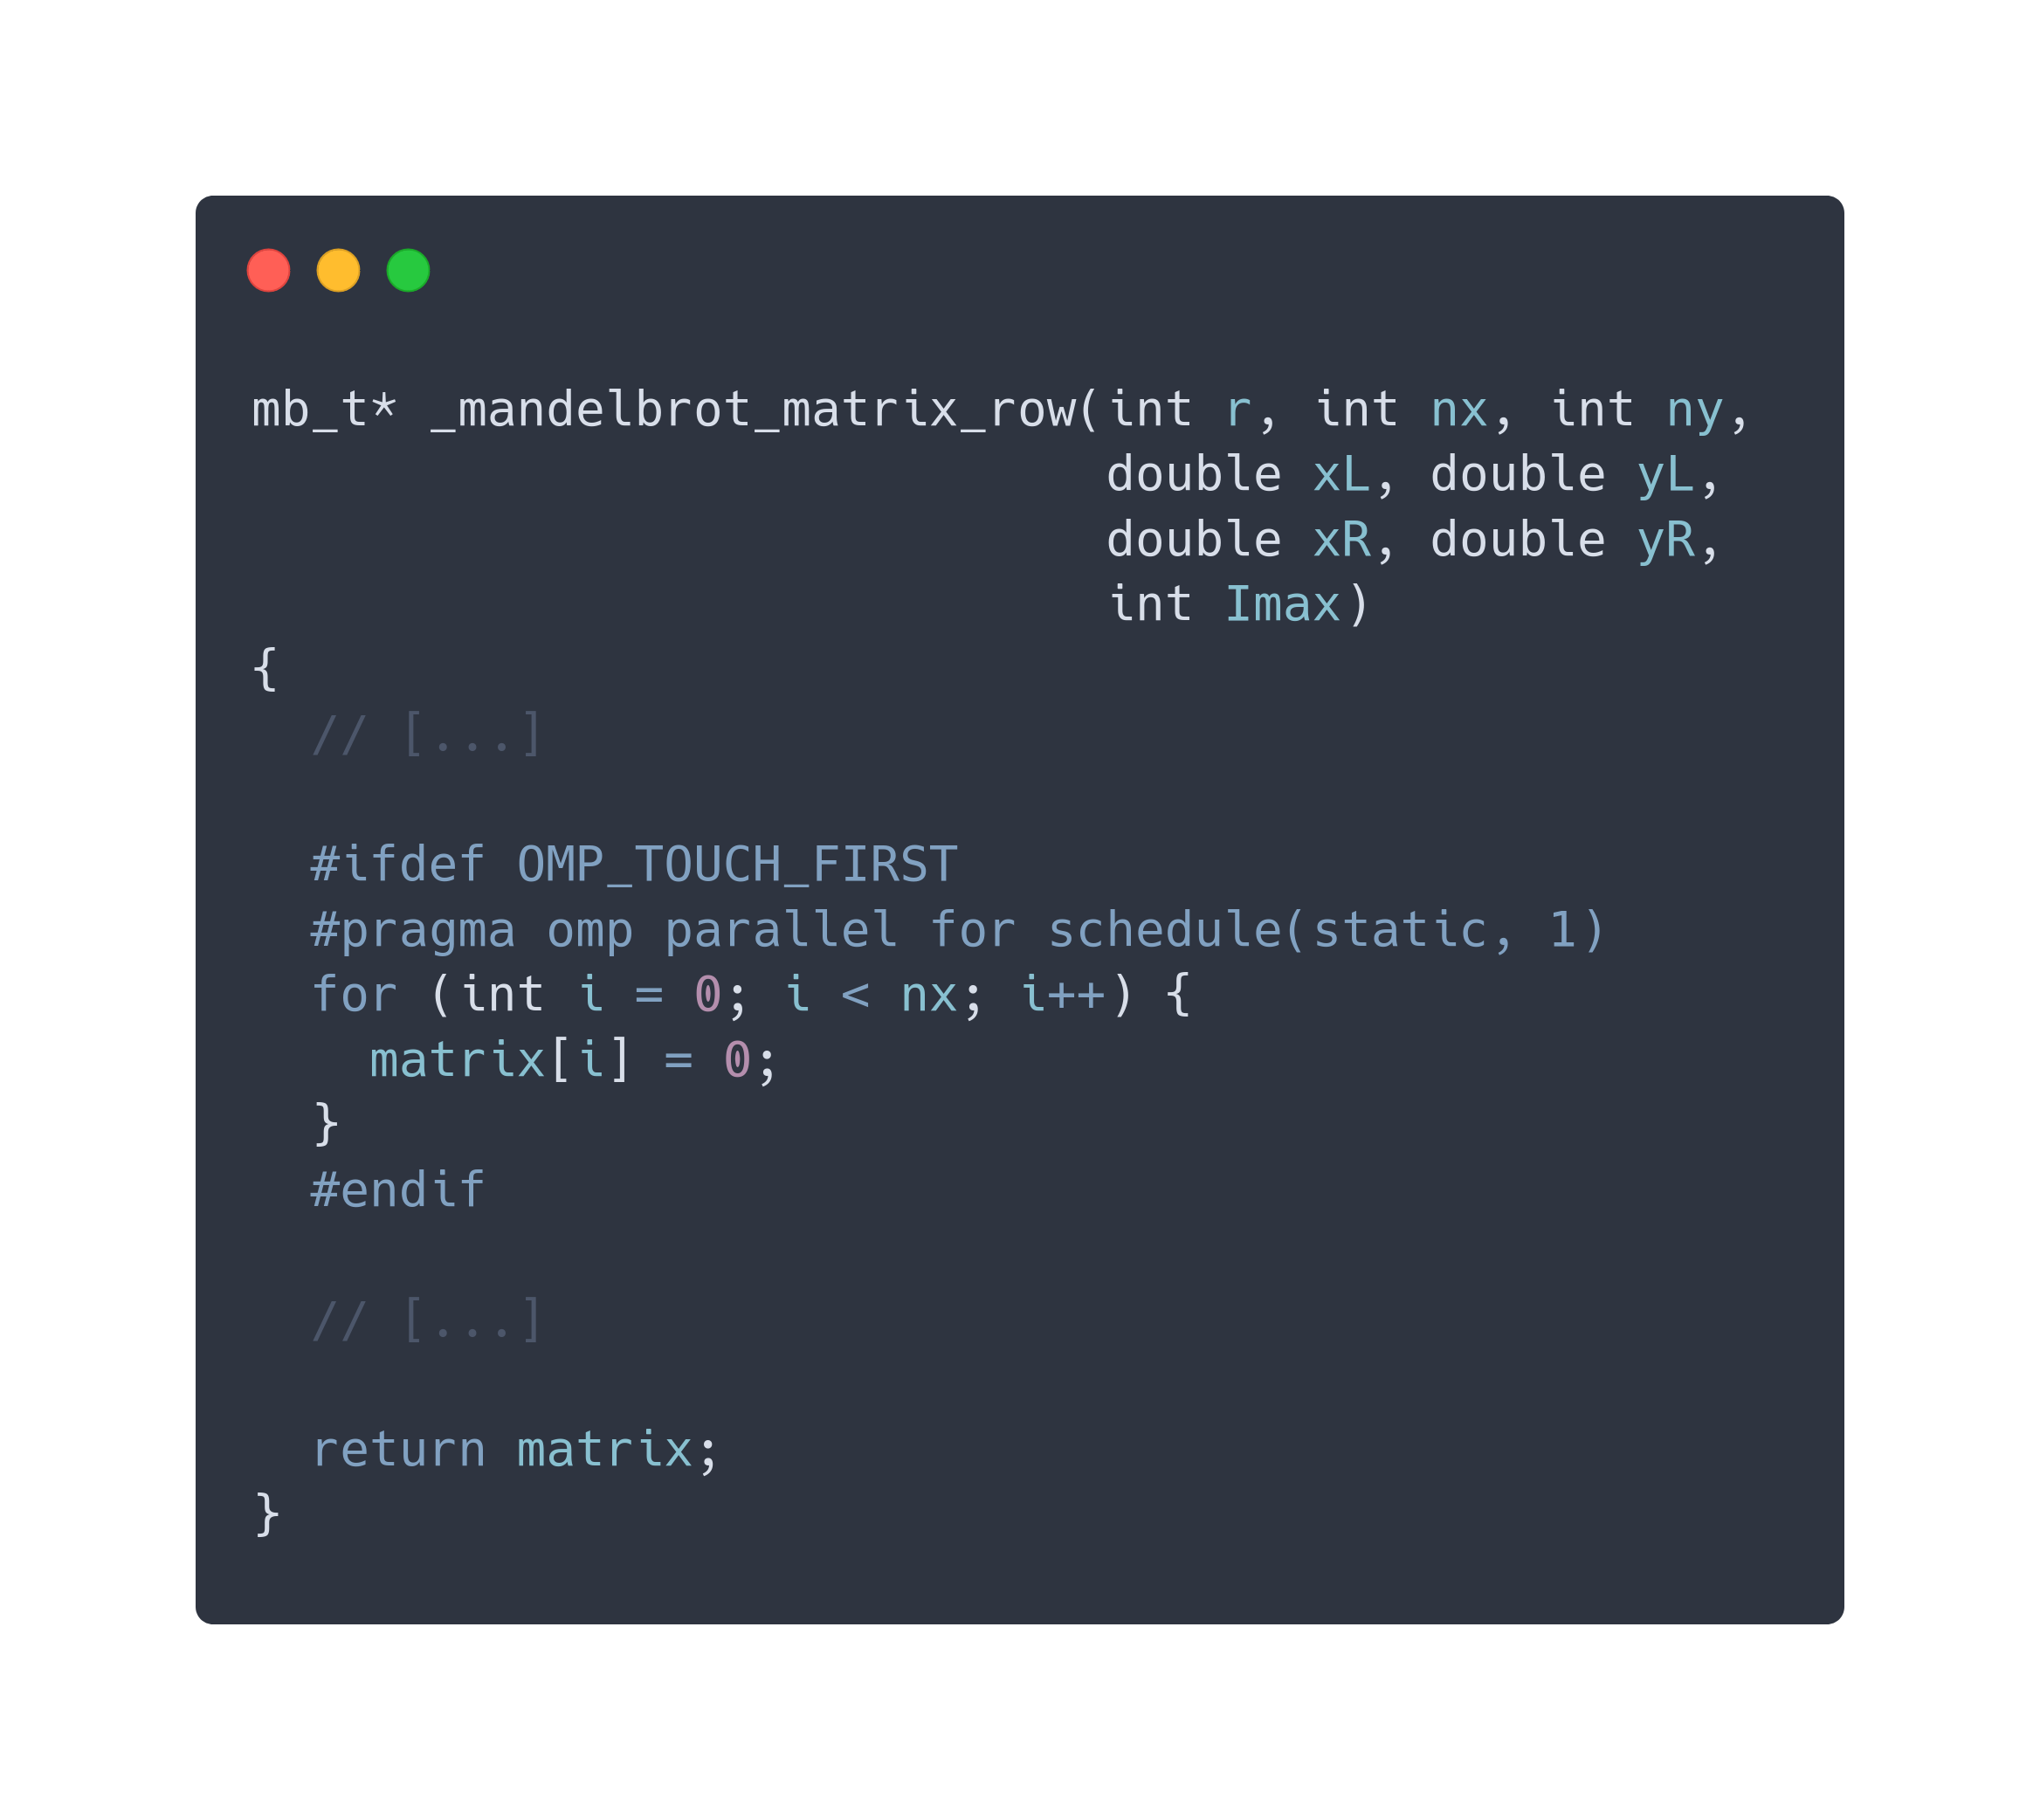 mb_t* _mandelbrot_matrix_row(int r, int nx, int ny,
                             double xL, double yL,
                             double xR, double yR,
                             int Imax)
{
  // [...]

  #ifdef OMP_TOUCH_FIRST
  #pragma omp parallel for schedule(static, 1)
  for (int i = 0; i < nx; i++) {
    matrix[i] = 0;
  }
  #endif

  // [...]

  return matrix;
}